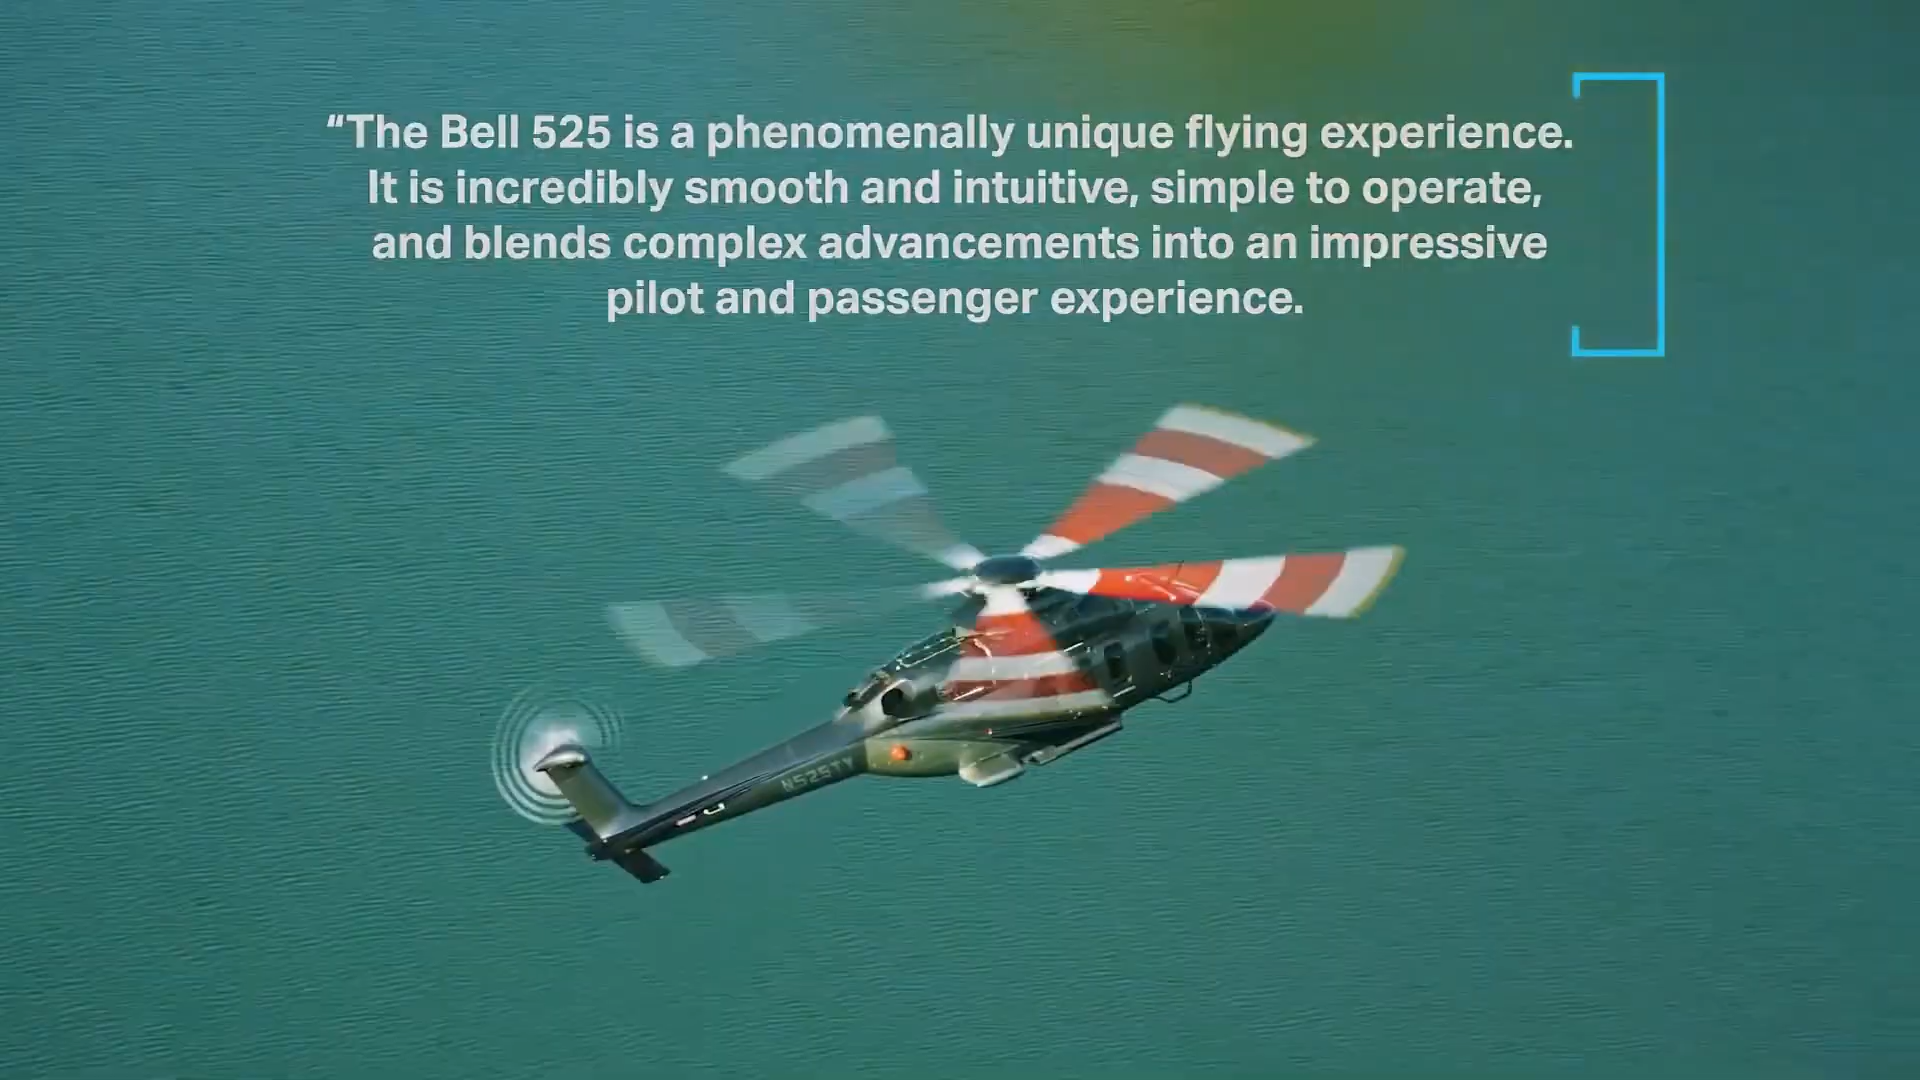 “The Bell 525 is a phenomenally unique flying experience.
It is incredibly smooth and intuitive, simple to operate,
and blends complex advancements into an impressive
pilot and passenger experience.
N525TY